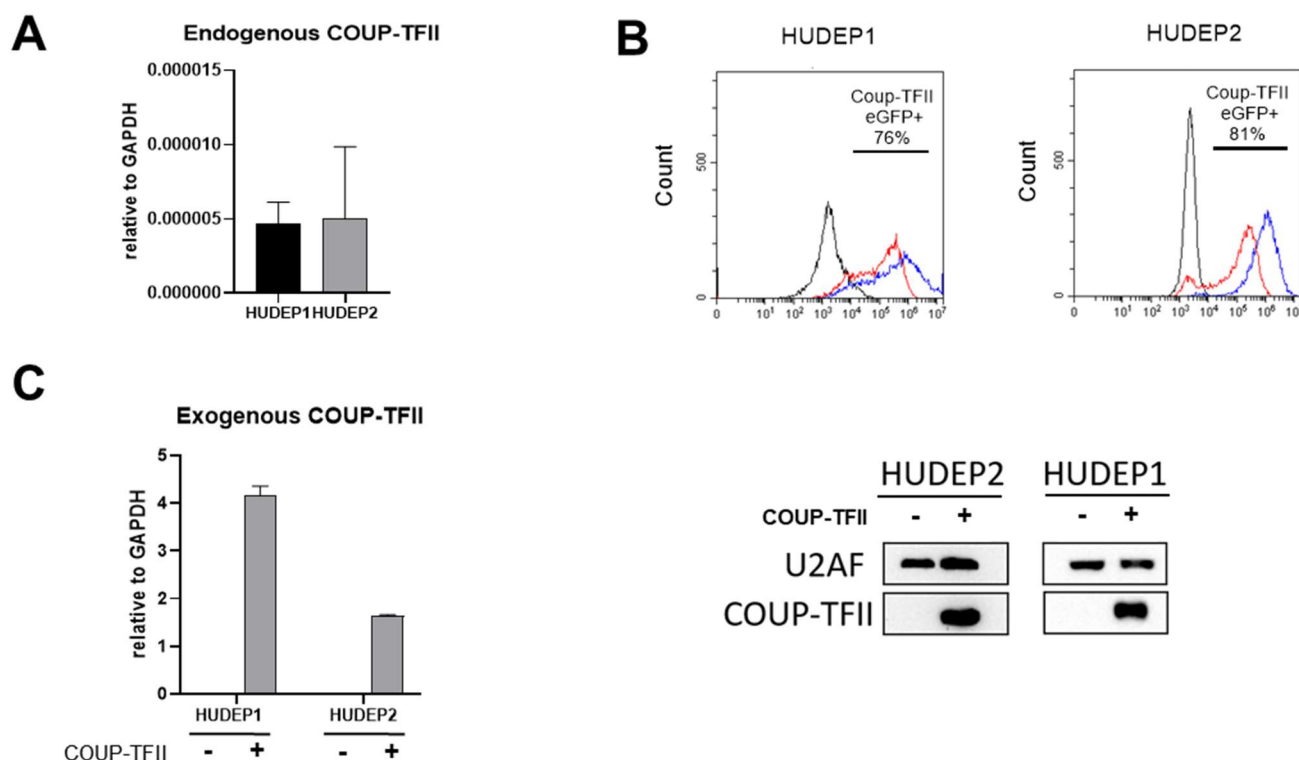 A
Endogenous COUP-TFII
relative to GAPDH
0.000015
0.000010
0.000005
0.000000
HUDEP1 HUDEP2
B
HUDEP1
Coup-TFII
eGFP+
76%
Count
500
0
0 10¹ 10² 10³ 10⁴ 10⁵ 10⁶ 10⁷
HUDEP2
Coup-TFII
eGFP+
81%
Count
500
0
0 10¹ 10² 10³ 10⁴ 10⁵ 10⁶
C
Exogenous COUP-TFII
relative to GAPDH
5
4
3
2
1
0
HUDEP1 HUDEP2
COUP-TFII - + - +
HUDEP2 HUDEP1
COUP-TFII - + - +
U2AF
COUP-TFII